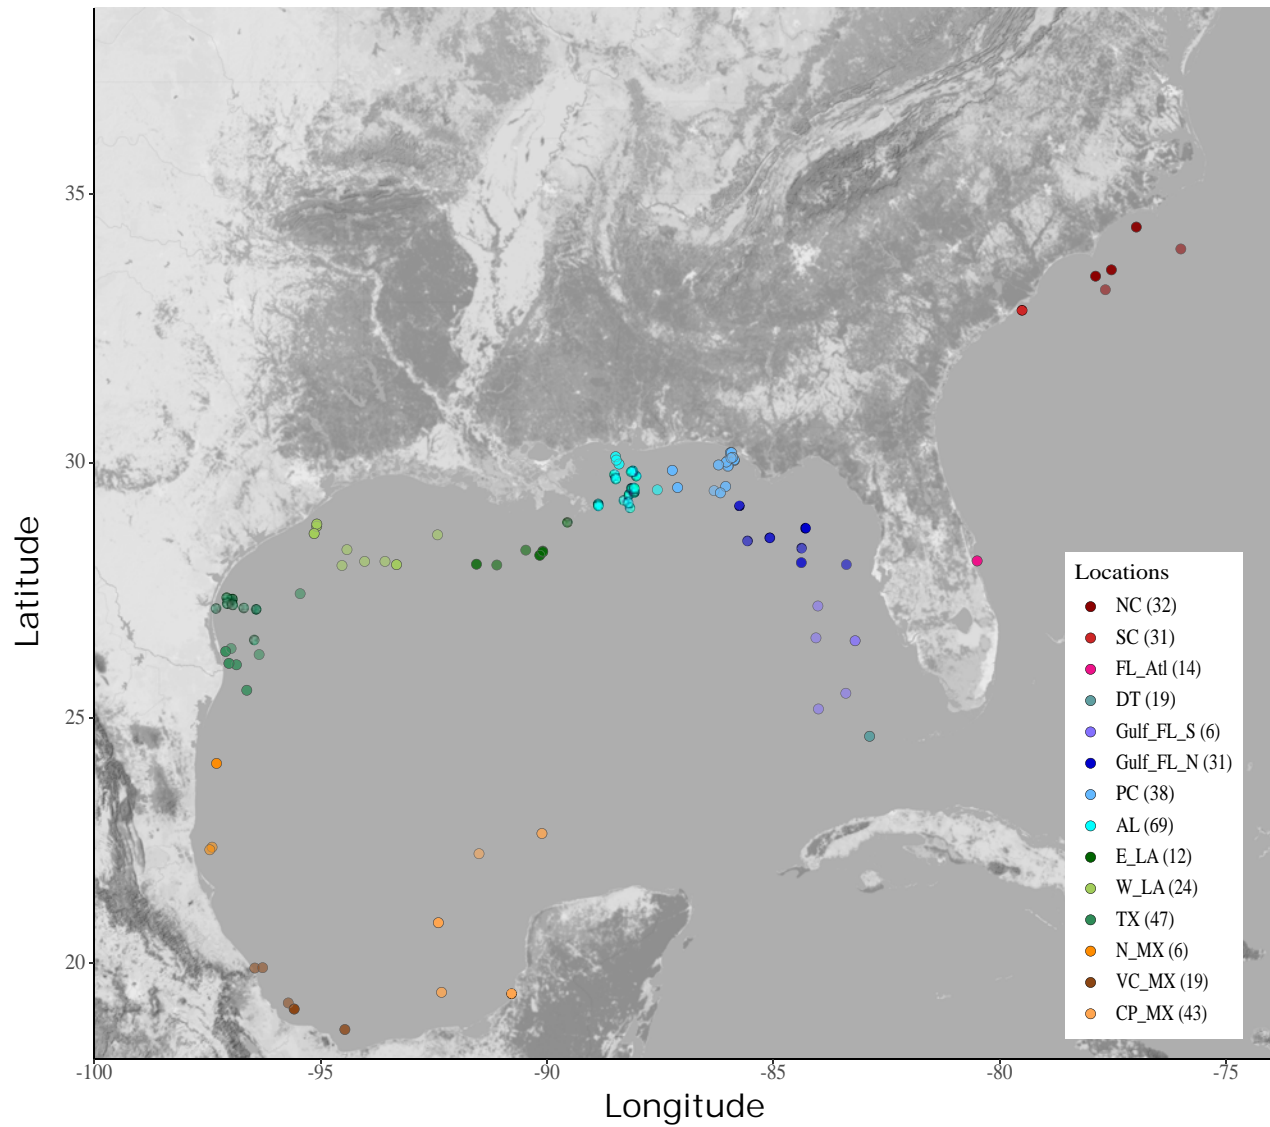 35
30
25
20
Latitude
-100
-95
-90
-85
-80
-75
Longitude
Locations
NC (32)
SC (31)
FL_Atl (14)
DT (19)
Gulf_FL_S (6)
Gulf_FL_N (31)
PC (38)
AL (69)
E_LA (12)
W_LA (24)
TX (47)
N_MX (6)
VC_MX (19)
CP_MX (43)